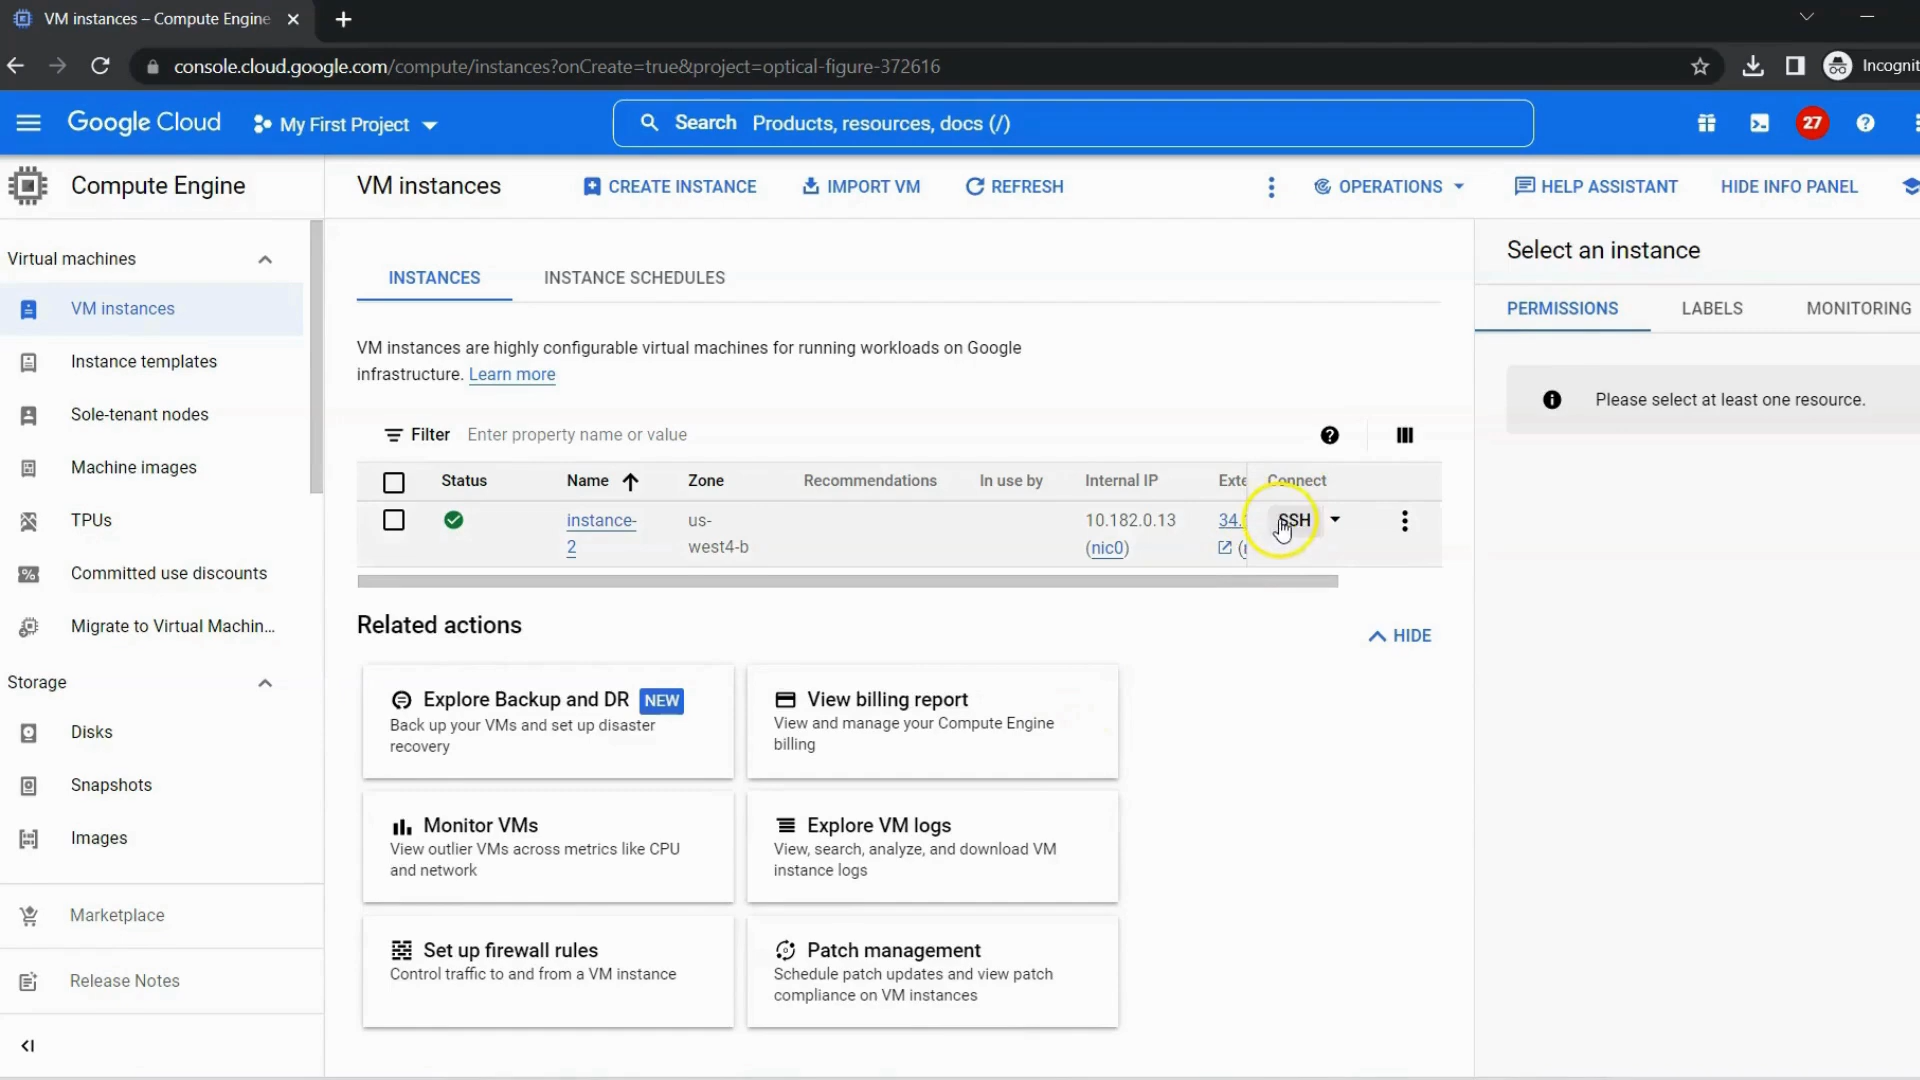 VM instances – Compute Engine
console.cloud.google.com/compute/instances?onCreate=true&project=optical-figure-372616
Google Cloud
My First Project
Search Products, resources, docs (/)
27
Compute Engine
VM instances
CREATE INSTANCE
IMPORT VM
REFRESH
OPERATIONS
HELP ASSISTANT
HIDE INFO PANEL
Virtual machines
VM instances
Instance templates
Sole-tenant nodes
Machine images
TPUs
Committed use discounts
Migrate to Virtual Machin...
Storage
Disks
Snapshots
Images
Marketplace
Release Notes
INSTANCES
INSTANCE SCHEDULES
VM instances are highly configurable virtual machines for running workloads on Google
infrastructure. Learn more
Filter Enter property name or value
Status Name Zone Recommendations In use by Internal IP Exte Connect
instance-
2
us-
west4-b
10.182.0.13
(nic0)
34.
SSH
Related actions
HIDE
Explore Backup and DR NEW
Back up your VMs and set up disaster
recovery
View billing report
View and manage your Compute Engine
billing
Monitor VMs
View outlier VMs across metrics like CPU
and network
Explore VM logs
View, search, analyze, and download VM
instance logs
Set up firewall rules
Control traffic to and from a VM instance
Patch management
Schedule patch updates and view patch
compliance on VM instances
Select an instance
PERMISSIONS
LABELS
MONITORING
Please select at least one resource.